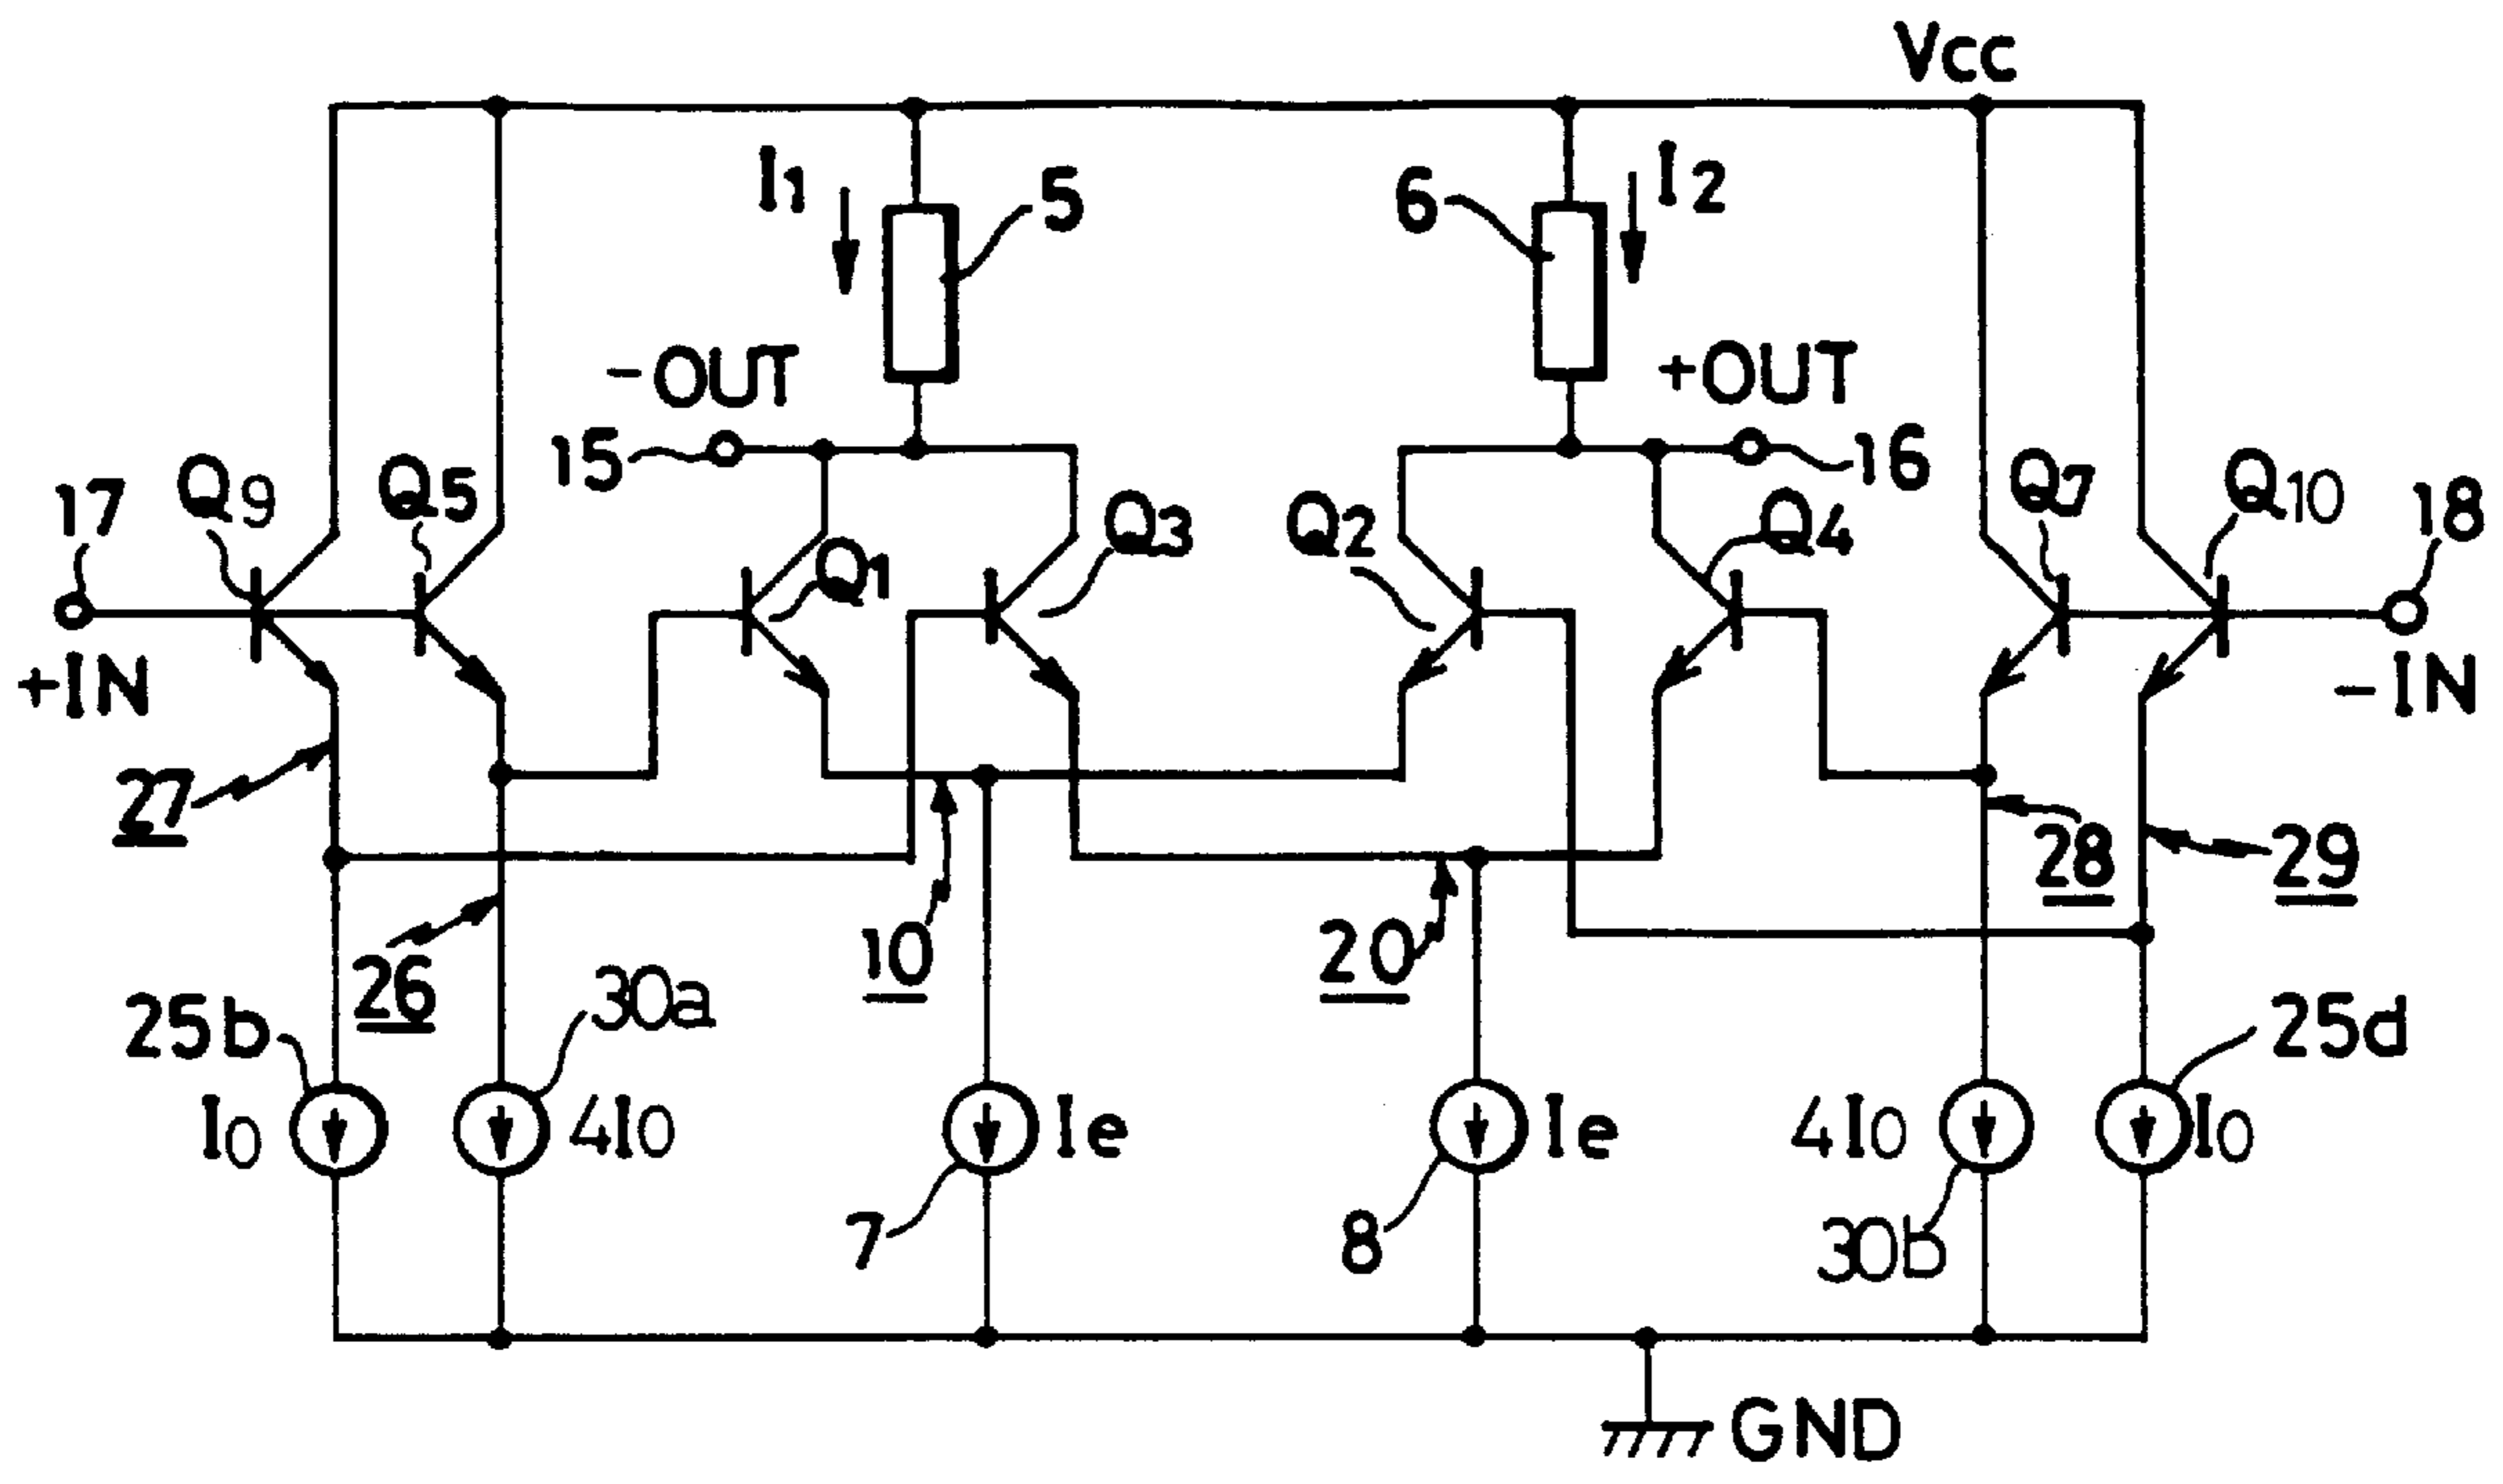 Vcc
I1
5
6
I2
-OUT
+OUT
15
16
17
Q9
Q5
Q1
Q3
Q2
Q4
Q7
Q10
18
+IN
-IN
27
28
29
26
10
20
25b
30a
25d
I0
4I0
Ie
Ie
4I0
I0
7
8
30b
GND